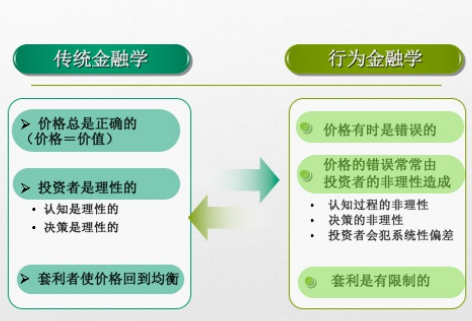 传统金融学
行为金融学
➢ 价格总是正确的
（价格＝价值）
➢ 投资者是理性的
• 认知是理性的
• 决策是理性的
➢ 套利者使价格回到均衡
价格有时是错误的
价格的错误常常由
投资者的非理性造成
• 认知过程的非理性
• 决策的非理性
• 投资者会犯系统性偏差
套利是有限制的